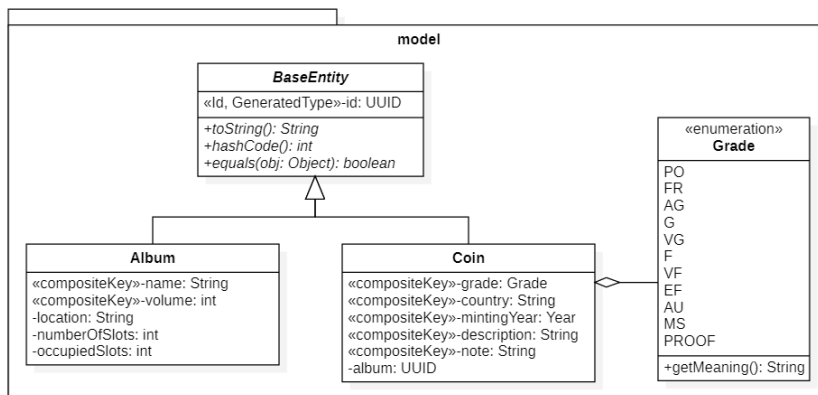 model
BaseEntity
«Id, GeneratedType»-id: UUID
+toString(): String
+hashCode(): int
+equals(obj: Object): boolean
«enumeration»
Grade
PO
FR
AG
G
VG
F
VF
EF
AU
MS
PROOF
+getMeaning(): String
Album
«compositeKey»-name: String
«compositeKey»-volume: int
-location: String
-numberOfSlots: int
-occupiedSlots: int
Coin
«compositeKey»-grade: Grade
«compositeKey»-country: String
«compositeKey»-mintingYear: Year
«compositeKey»-description: String
«compositeKey»-note: String
-album: UUID